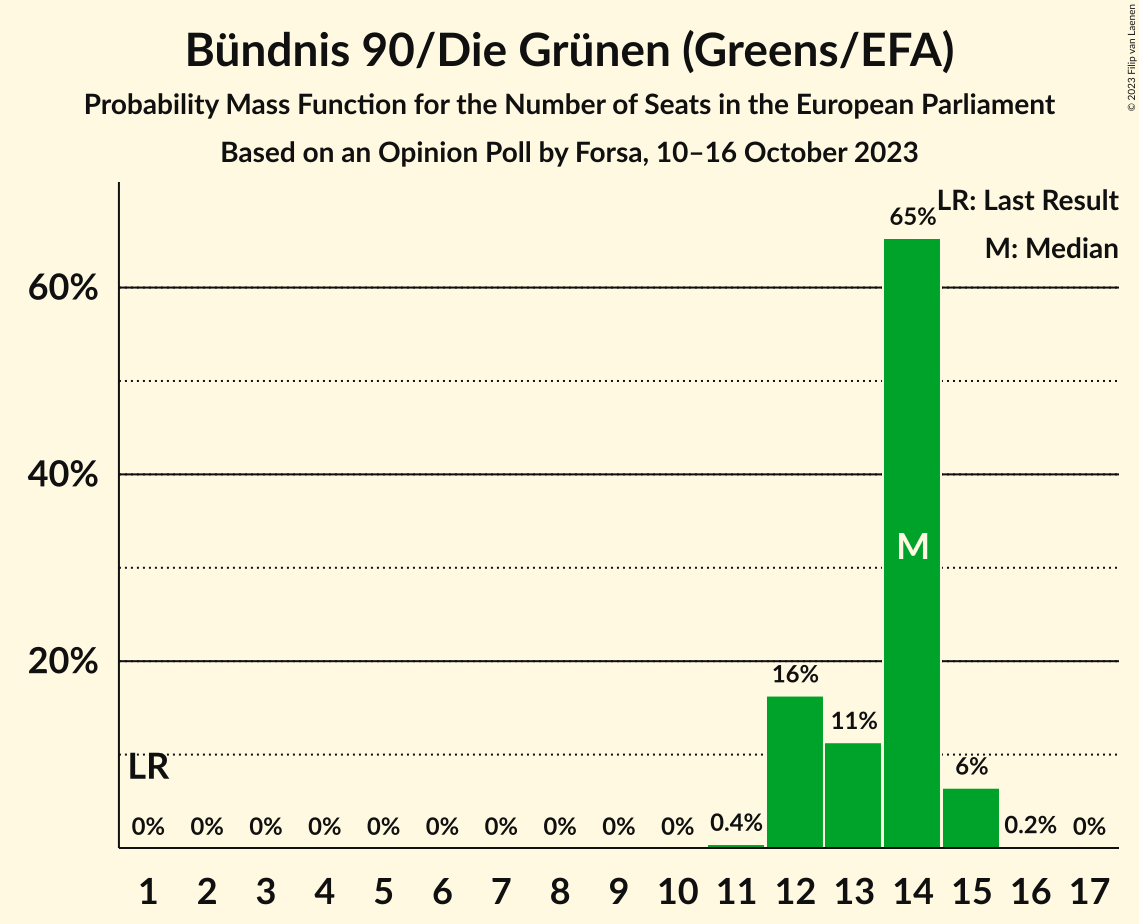 Bündnis 90/Die Grünen (Greens/EFA)
Probability Mass Function for the Number of Seats in the European Parliament
Based on an Opinion Poll by Forsa, 10–16 October 2023
© 2023 Filip van Laenen
LR: Last Result
M: Median
65%
60%
40%
M
20%
16%
11%
6%
LR
0% 0% 0% 0% 0% 0% 0% 0% 0% 0% 0.4% 0.2% 0%
1 2 3 4 5 6 7 8 9 10 11 12 13 14 15 16 17